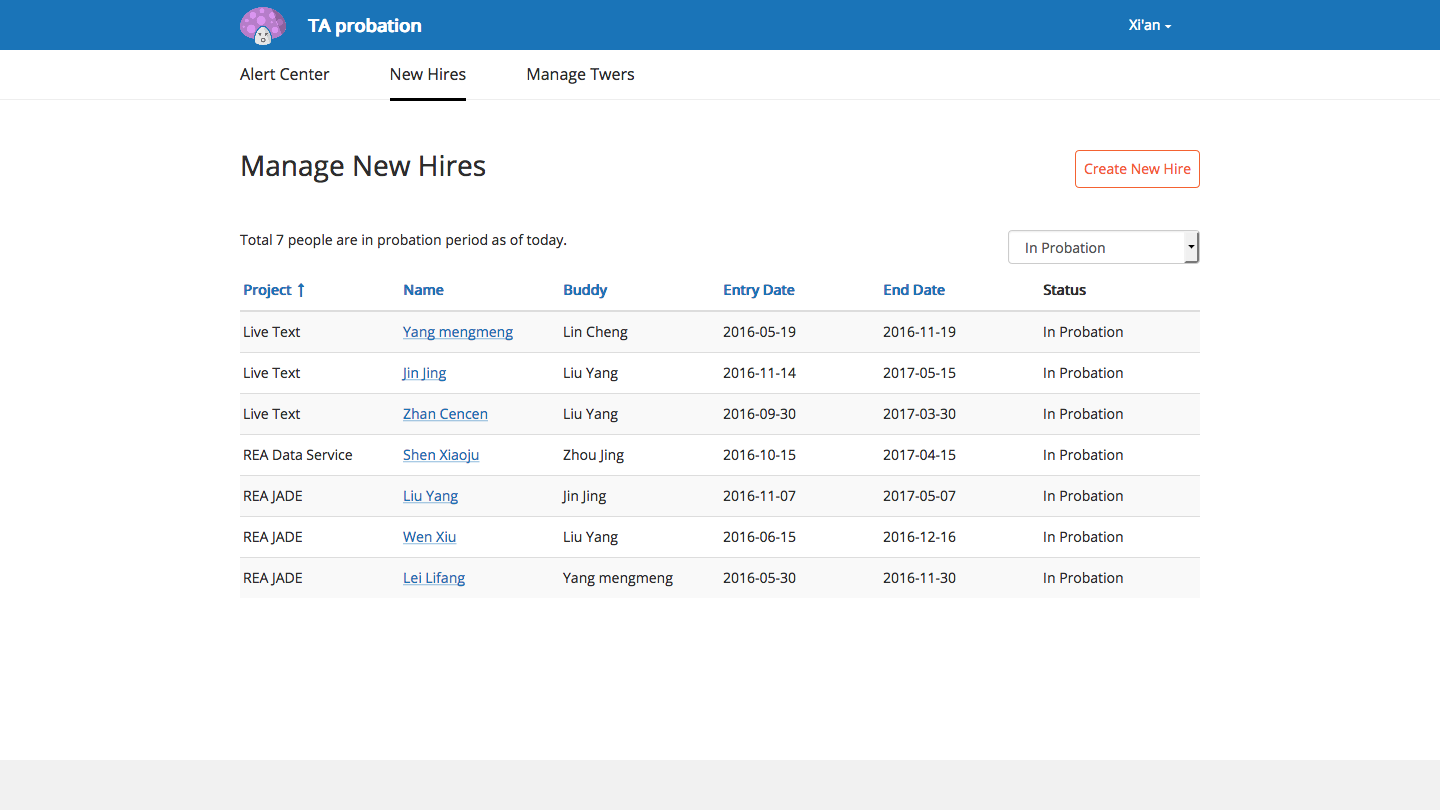 TA probation Xi'an
Alert Center New Hires Manage Twers
Manage New Hires Create New Hire
Total 7 people are in probation period as of today. In Probation
Project ↑ Name Buddy Entry Date End Date Status
Live Text Yang mengmeng Lin Cheng 2016-05-19 2016-11-19 In Probation
Live Text Jin Jing Liu Yang 2016-11-14 2017-05-15 In Probation
Live Text Zhan Cencen Liu Yang 2016-09-30 2017-03-30 In Probation
REA Data Service Shen Xiaoju Zhou Jing 2016-10-15 2017-04-15 In Probation
REA JADE Liu Yang Jin Jing 2016-11-07 2017-05-07 In Probation
REA JADE Wen Xiu Liu Yang 2016-06-15 2016-12-16 In Probation
REA JADE Lei Lifang Yang mengmeng 2016-05-30 2016-11-30 In Probation